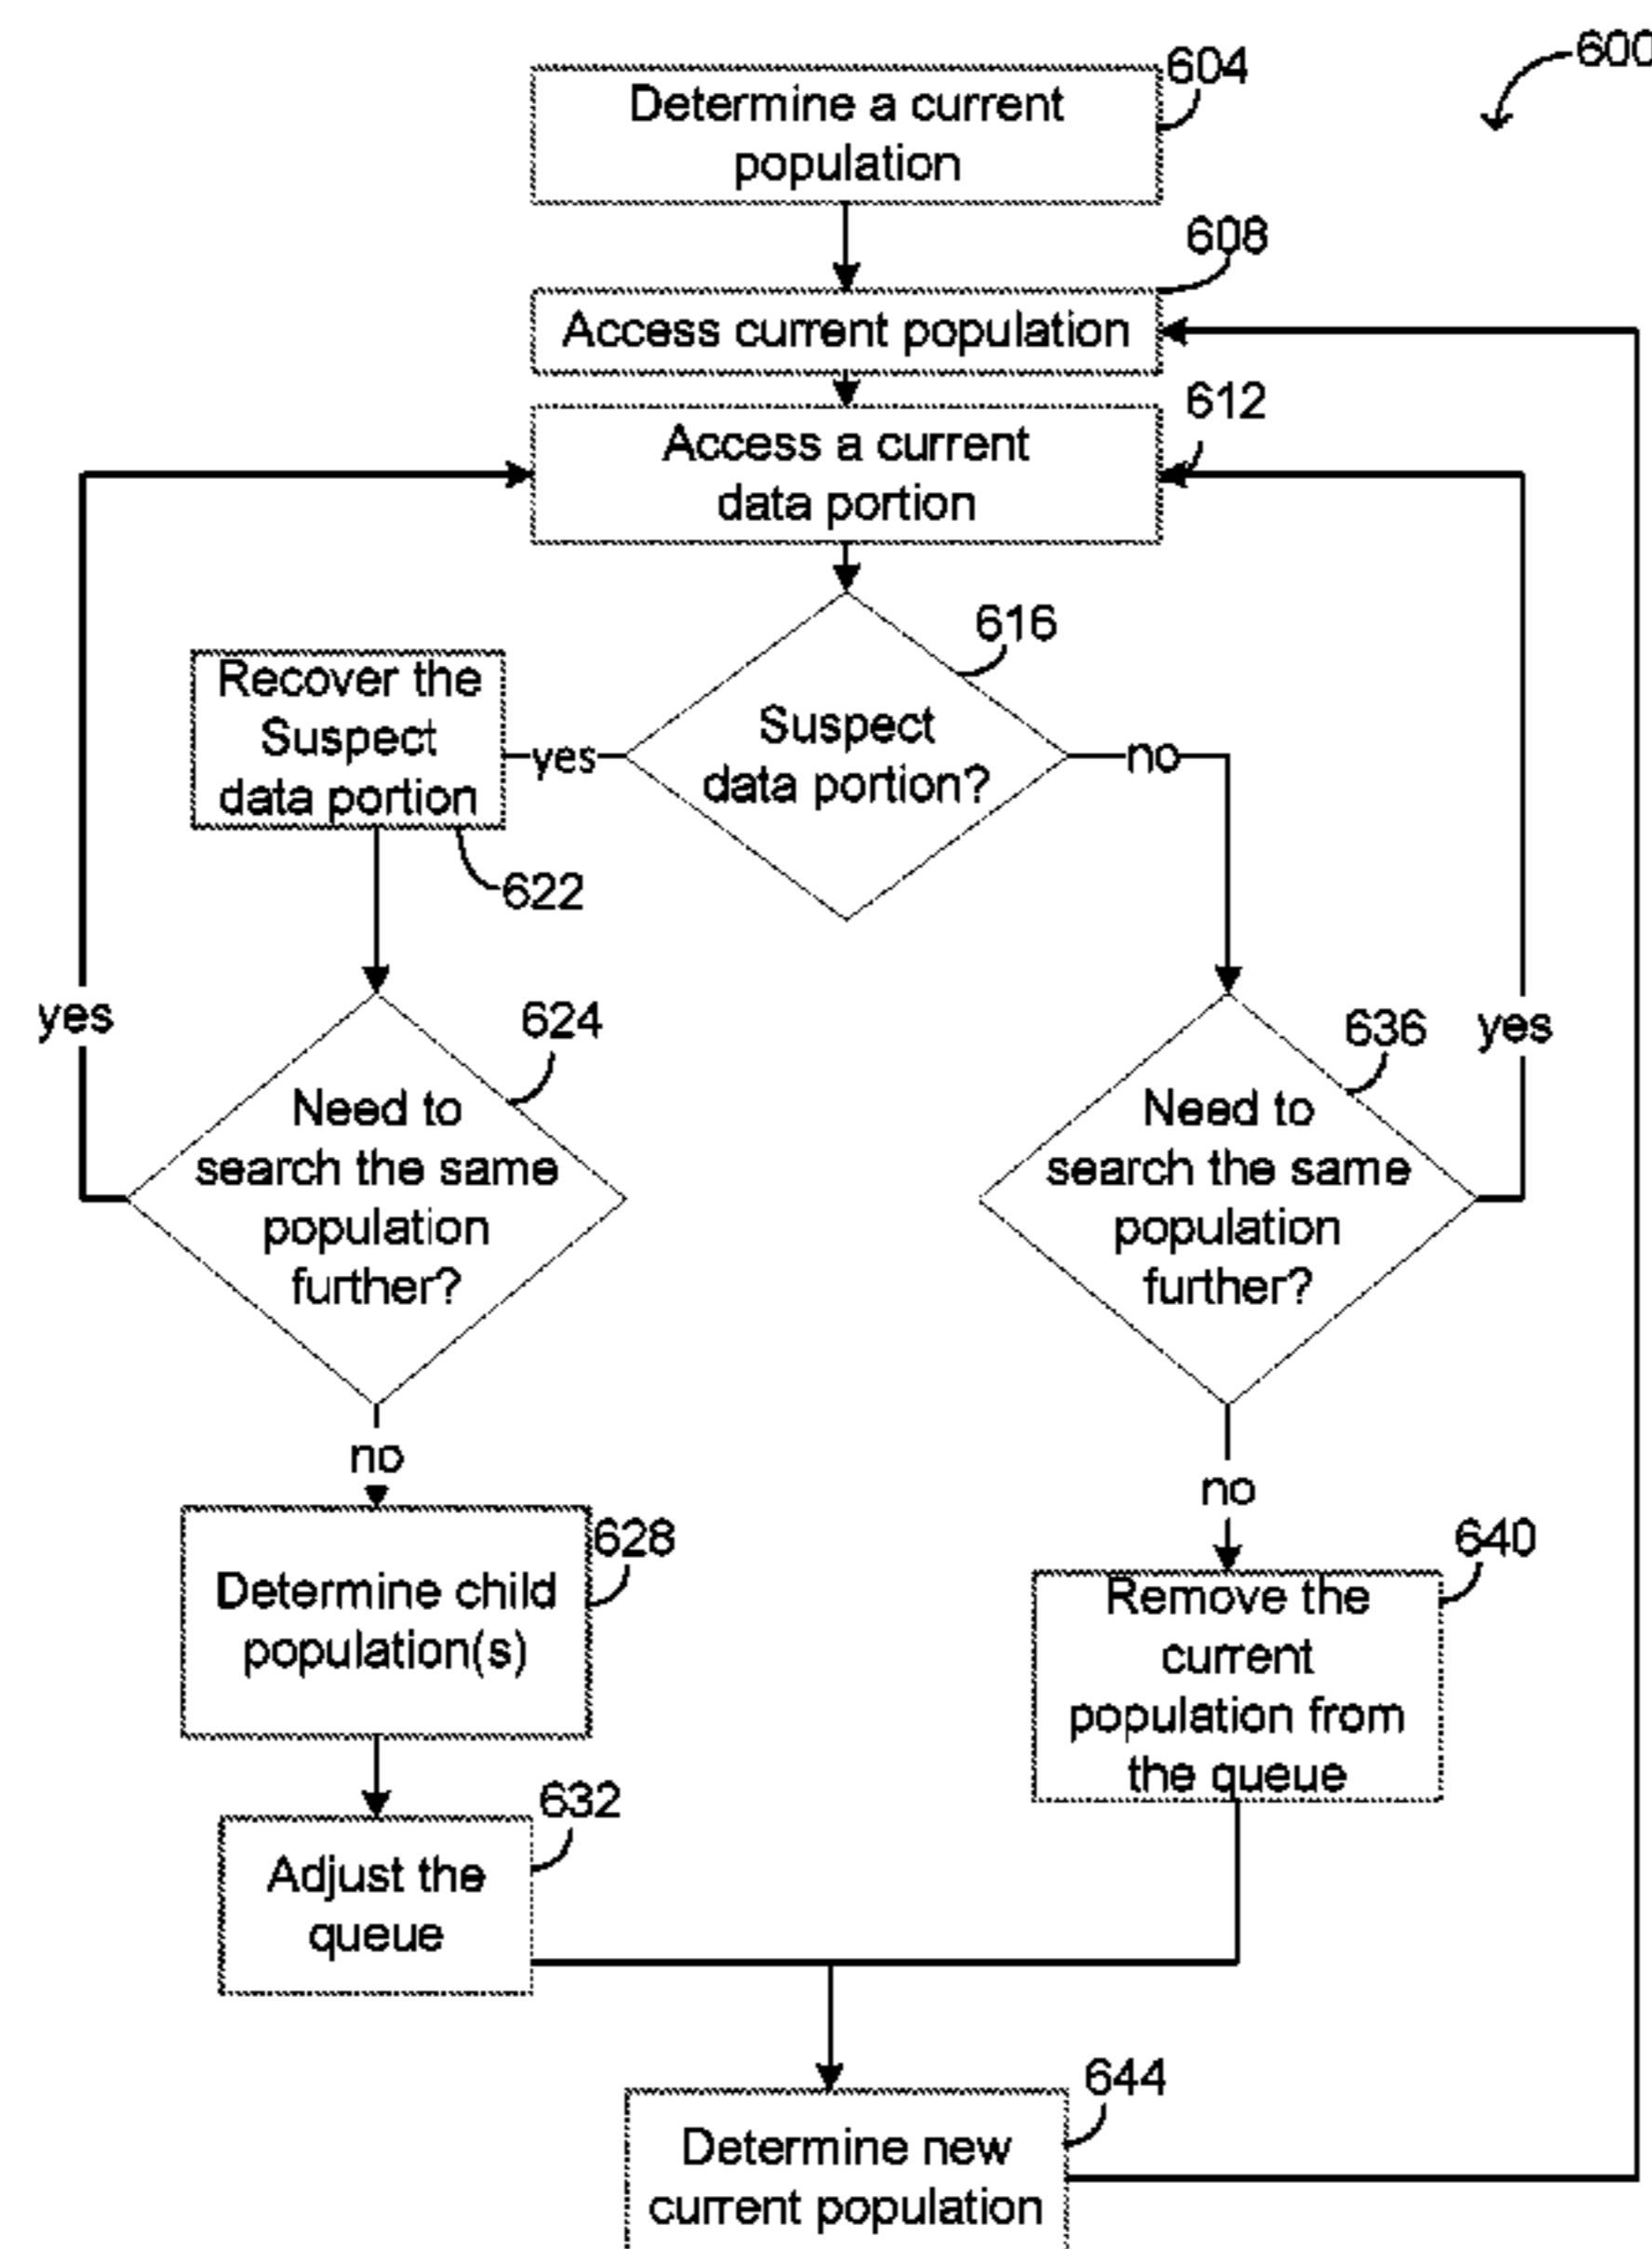 600
604
Determine a current
population
608
Access current population
612
Access a current
data portion
616
Suspect
data portion?
yes
no
Recover the
Suspect
data portion
622
yes
624
Need to
search the same
population
further?
636
yes
Need to
search the same
population
further?
no
no
628
Determine child
population(s)
640
Remove the
current
population from
the queue
632
Adjust the
queue
644
Determine new
current population